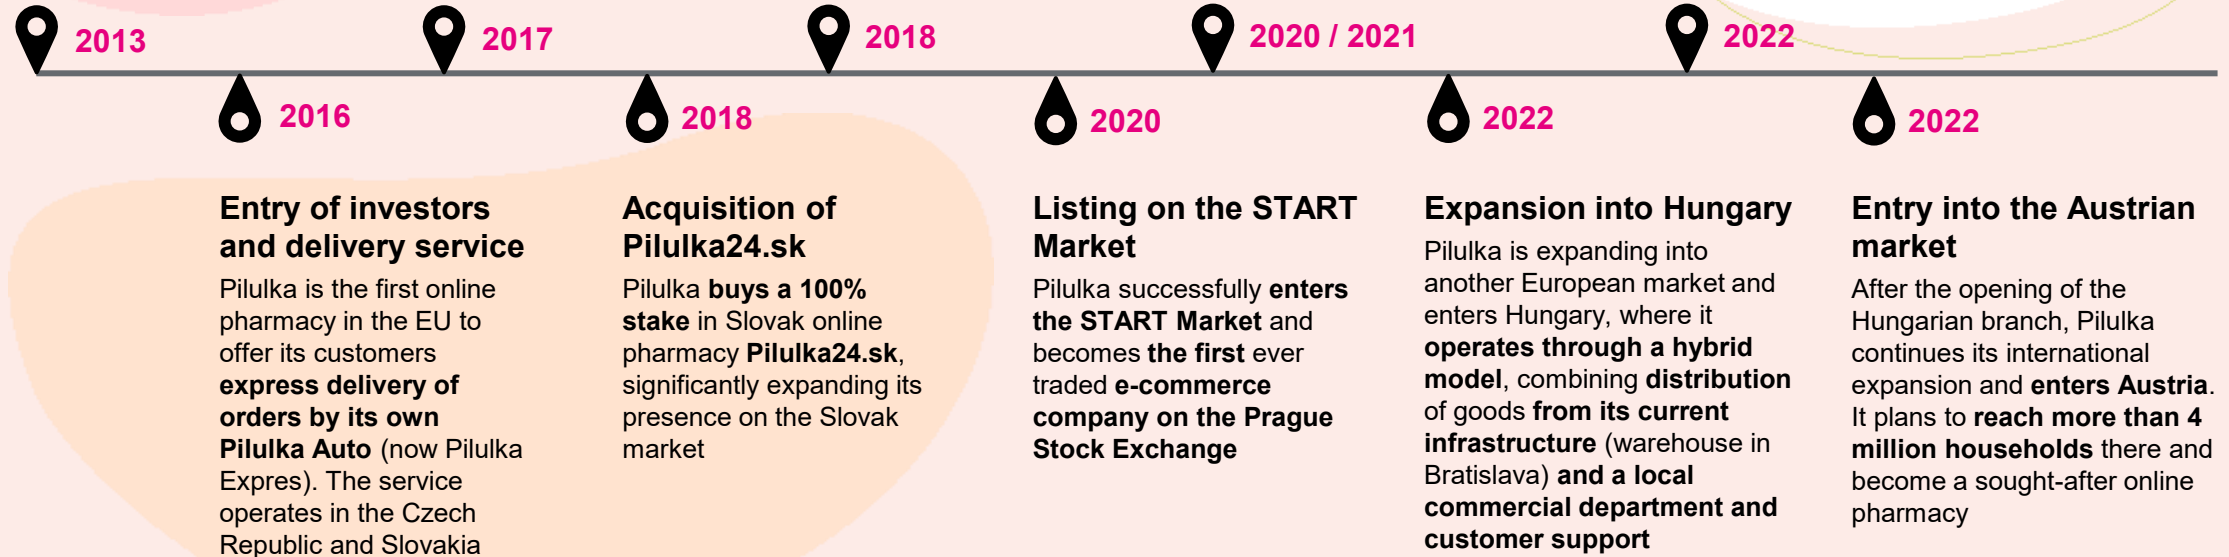 2013
2017
2018
2020 / 2021
2022
2016
2018
2020
2022
2022
Entry of investors
and delivery service
Pilulka is the first online
pharmacy in the EU to
offer its customers
express delivery of
orders by its own
Pilulka Auto (now Pilulka
Expres). The service
operates in the Czech
Republic and Slovakia
Acquisition of
Pilulka24.sk
Pilulka buys a 100%
stake in Slovak online
pharmacy Pilulka24.sk,
significantly expanding its
presence on the Slovak
market
Listing on the START
Market
Pilulka successfully enters
the START Market and
becomes the first ever
traded e-commerce
company on the Prague
Stock Exchange
Expansion into Hungary
Pilulka is expanding into
another European market and
enters Hungary, where it
operates through a hybrid
model, combining distribution
of goods from its current
infrastructure (warehouse in
Bratislava) and a local
commercial department and
customer support
Entry into the Austrian
market
After the opening of the
Hungarian branch, Pilulka
continues its international
expansion and enters Austria.
It plans to reach more than 4
million households there and
become a sought-after online
pharmacy